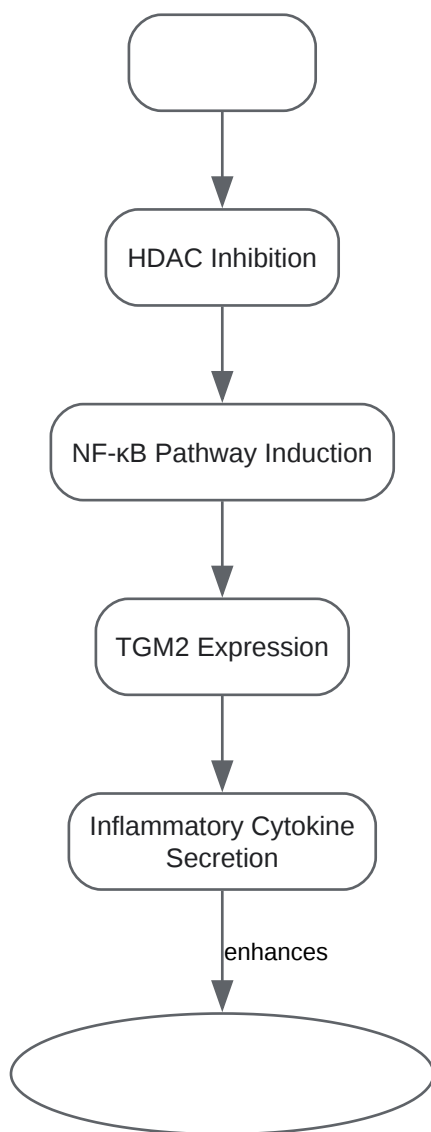 HDAC Inhibition
NF-κB Pathway Induction
TGM2 Expression
Inflammatory Cytokine
Secretion
enhances